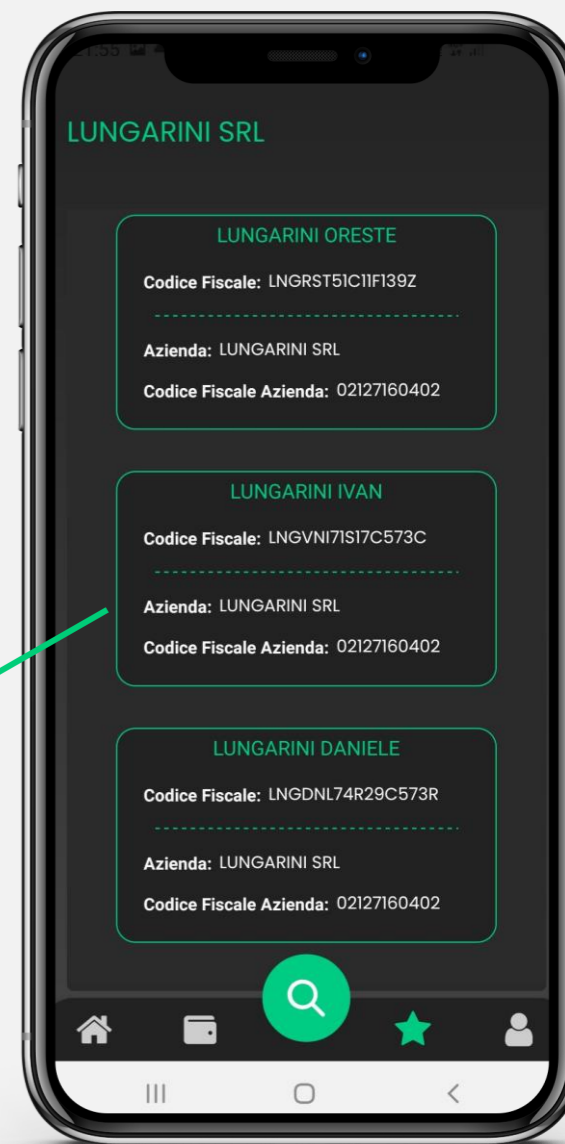 21:55
LUNGARINI SRL
LUNGARINI ORESTE
Codice Fiscale: LNGRST51C11F139Z
Azienda: LUNGARINI SRL
Codice Fiscale Azienda: 02127160402
LUNGARINI IVAN
Codice Fiscale: LNGVNI71S17C573C
Azienda: LUNGARINI SRL
Codice Fiscale Azienda: 02127160402
LUNGARINI DANIELE
Codice Fiscale: LNGDNL74R29C573R
Azienda: LUNGARINI SRL
Codice Fiscale Azienda: 02127160402